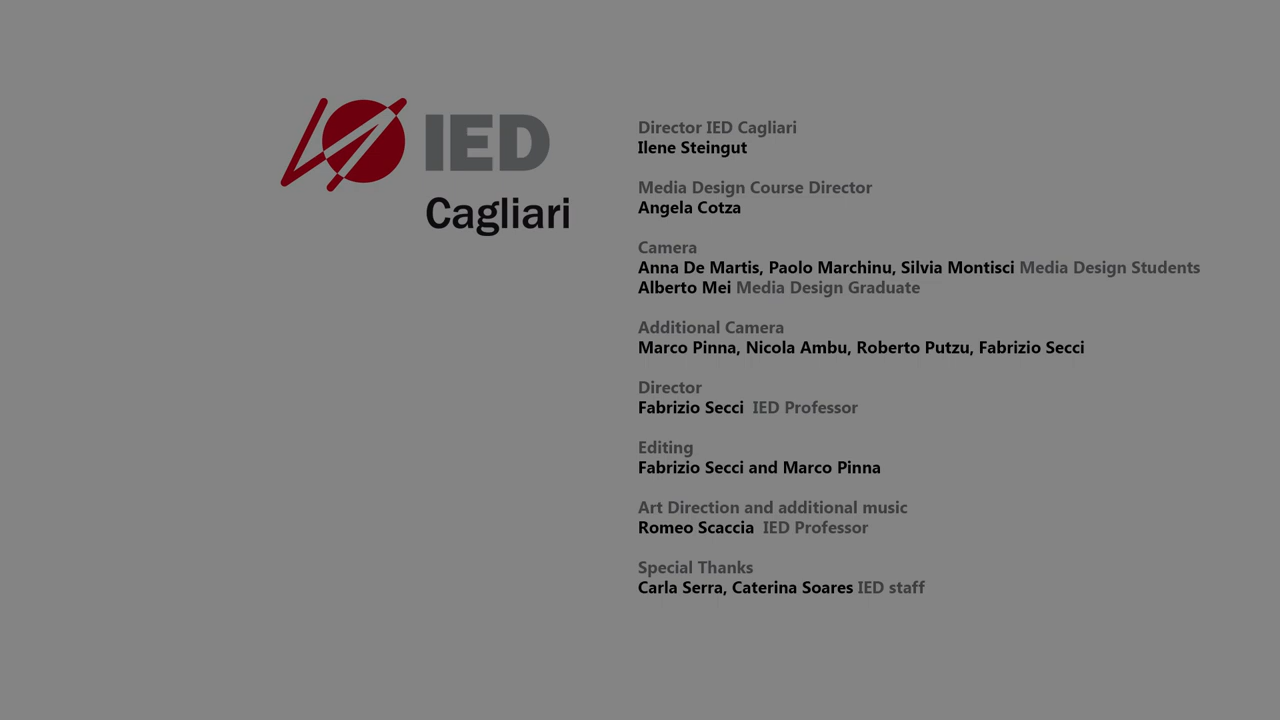 IED
Cagliari
Director IED Cagliari
Ilene Steingut
Media Design Course Director
Angela Cotza
Camera
Anna De Martis, Paolo Marchinu, Silvia Montisci Media Design Students
Alberto Mei Media Design Graduate
Additional Camera
Marco Pinna, Nicola Ambu, Roberto Putzu, Fabrizio Secci
Director
Fabrizio Secci IED Professor
Editing
Fabrizio Secci and Marco Pinna
Art Direction and additional music
Romeo Scaccia IED Professor
Special Thanks
Carla Serra, Caterina Soares IED staff